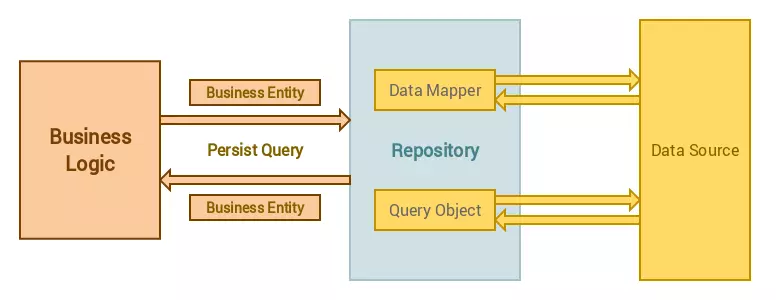 Business
Logic
Business Entity
Persist Query
Business Entity
Data Mapper
Repository
Query Object
Data Source